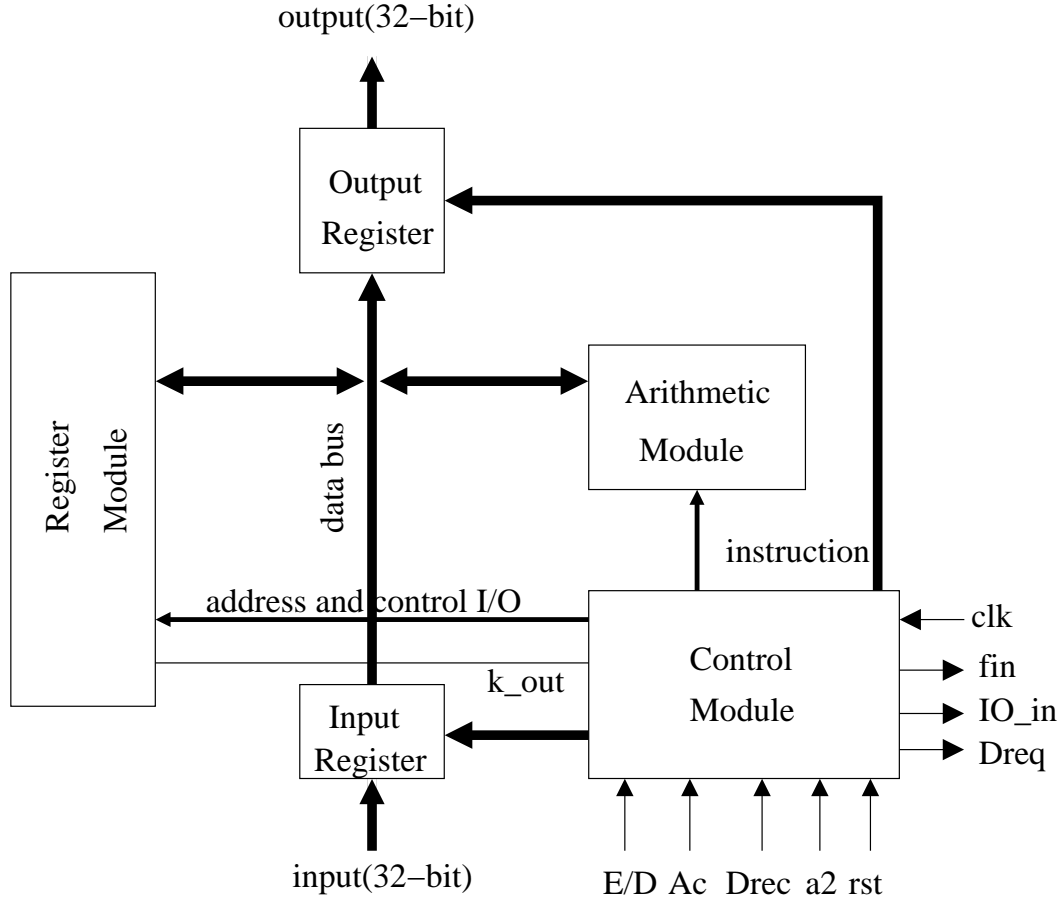 output(32−bit)
Output
Register
Arithmetic
Module
Register
Module
data bus
instruction
address and control I/O
clk
Control
Module
fin
k_out
IO_in
Input
Register
Dreq
input(32−bit)
E/D Ac Drec a2 rst